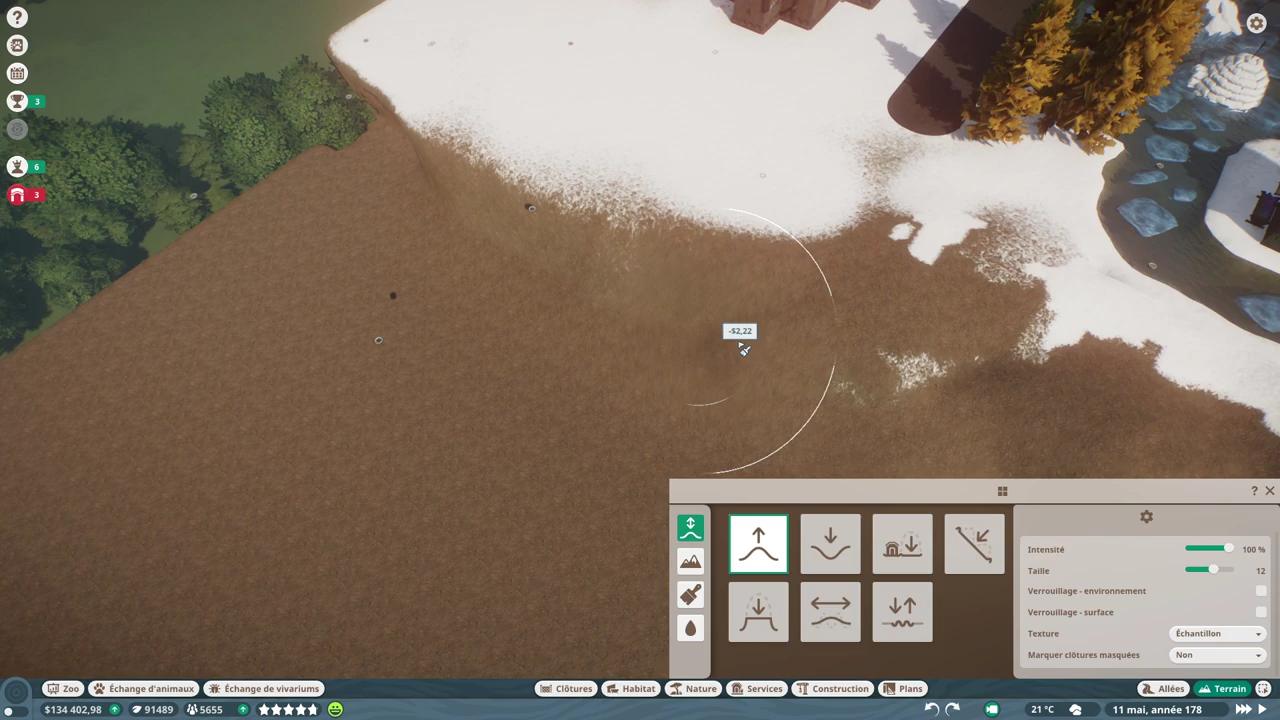 ?
3
6
3
-$2,22
?
Intensité 100 %
Taille 12
Verrouillage - environnement
Verrouillage - surface
Texture Échantillon
Marquer clôtures masquées Non
Zoo Échange d'animaux Échange de vivariums Clôtures Habitat Nature Services Construction Plans Allées Terrain
$134 402,98 91489 5655 21 °C 11 mai, année 178